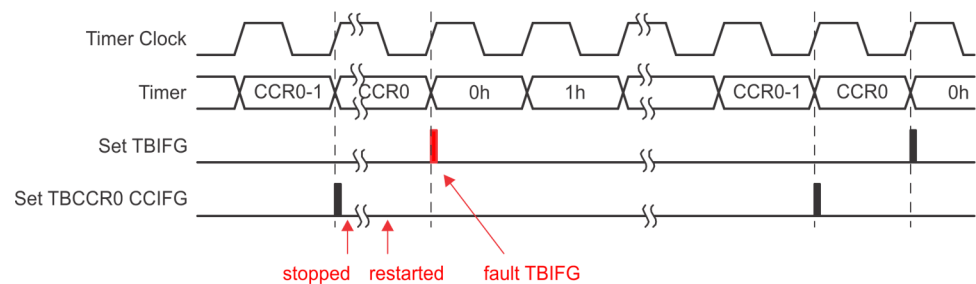 Timer Clock
Timer CCR0-1 CCR0 0h 1h CCR0-1 CCR0 0h
Set TBIFG
Set TBCCR0 CCIFG
stopped restarted fault TBIFG